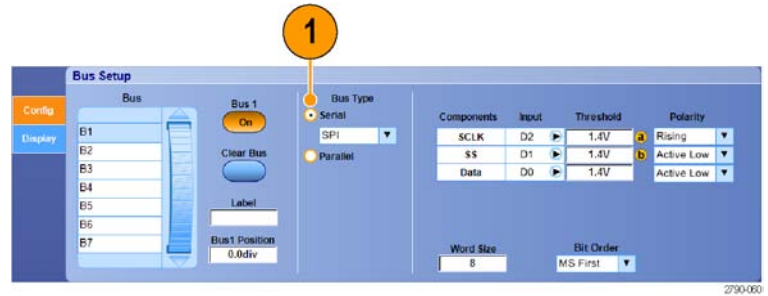 1
Bus Setup
Config
Display
Bus
B1
B2
B3
B4
B5
B6
B7
Bus 1
On
Clear Bus
Label
Bus1 Position
0.0div
Bus Type
Serial
SPI
Parallel
Components Input Threshold Polarity
SCLK D2 1.4V a Rising
SS D1 1.4V b Active Low
Data D0 1.4V Active Low
Word Size
8
Bit Order
MS First
2790-060